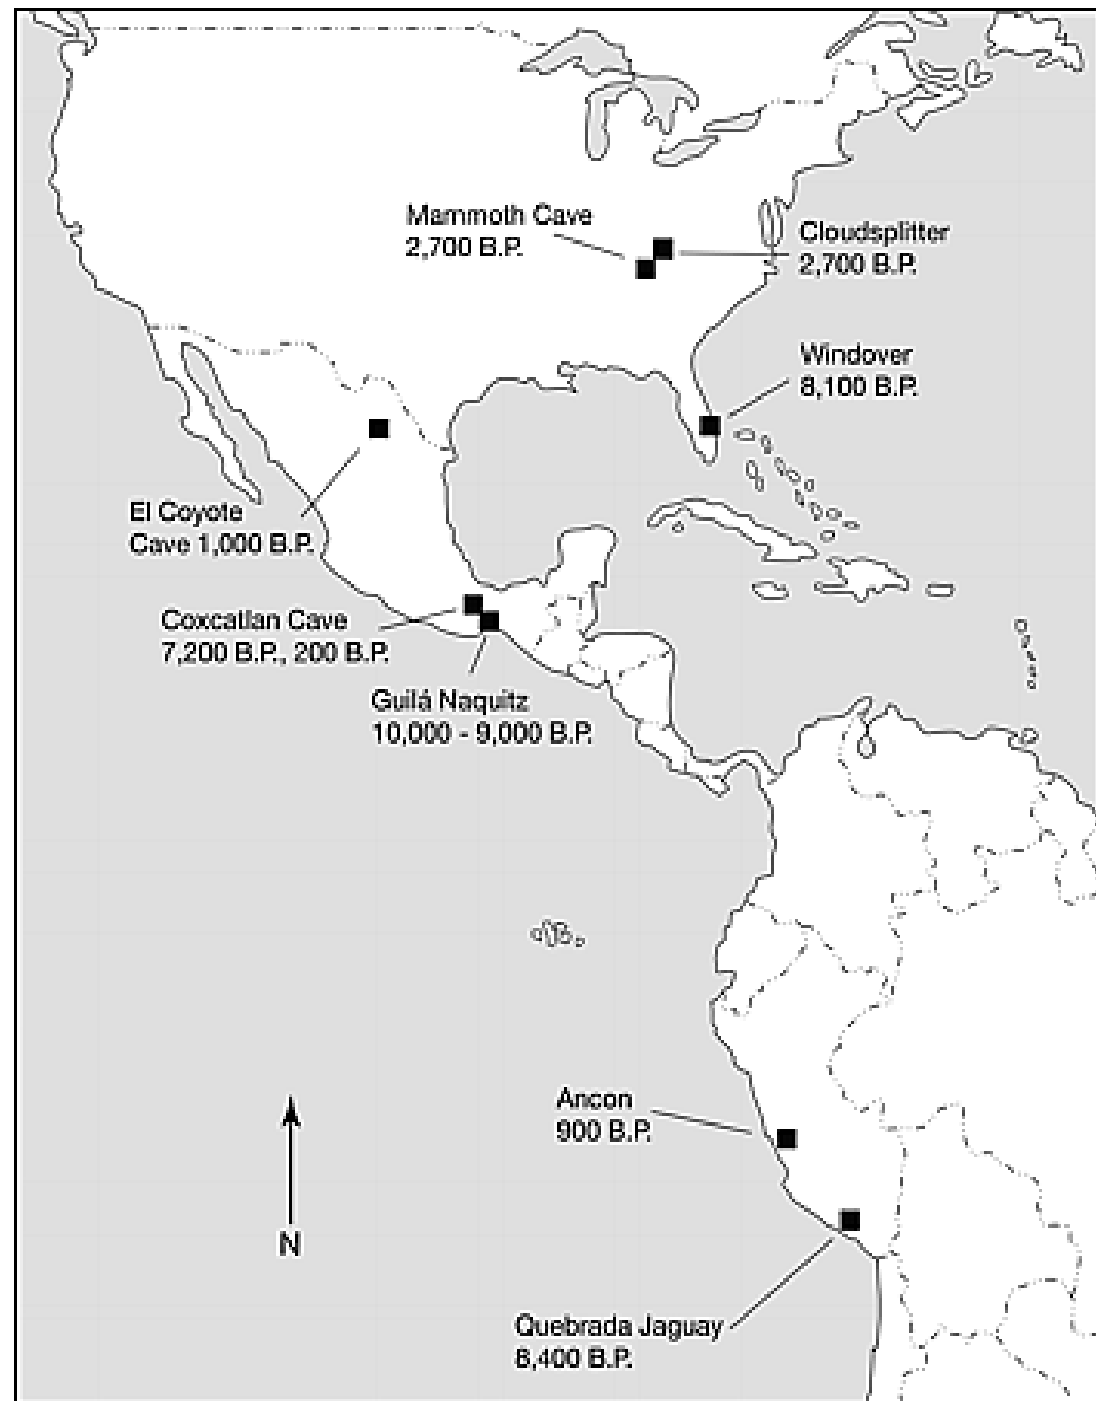 Mammoth Cave
2,700 B.P.
Cloudsplitter
2,700 B.P.
Windover
8,100 B.P.
El Coyote
Cave 1,000 B.P.
Coxcatlan Cave
7,200 B.P., 200 B.P.
Guilá Naquitz
10,000 - 9,000 B.P.
Ancon
900 B.P.
N
Quebrada Jaguay
8,400 B.P.